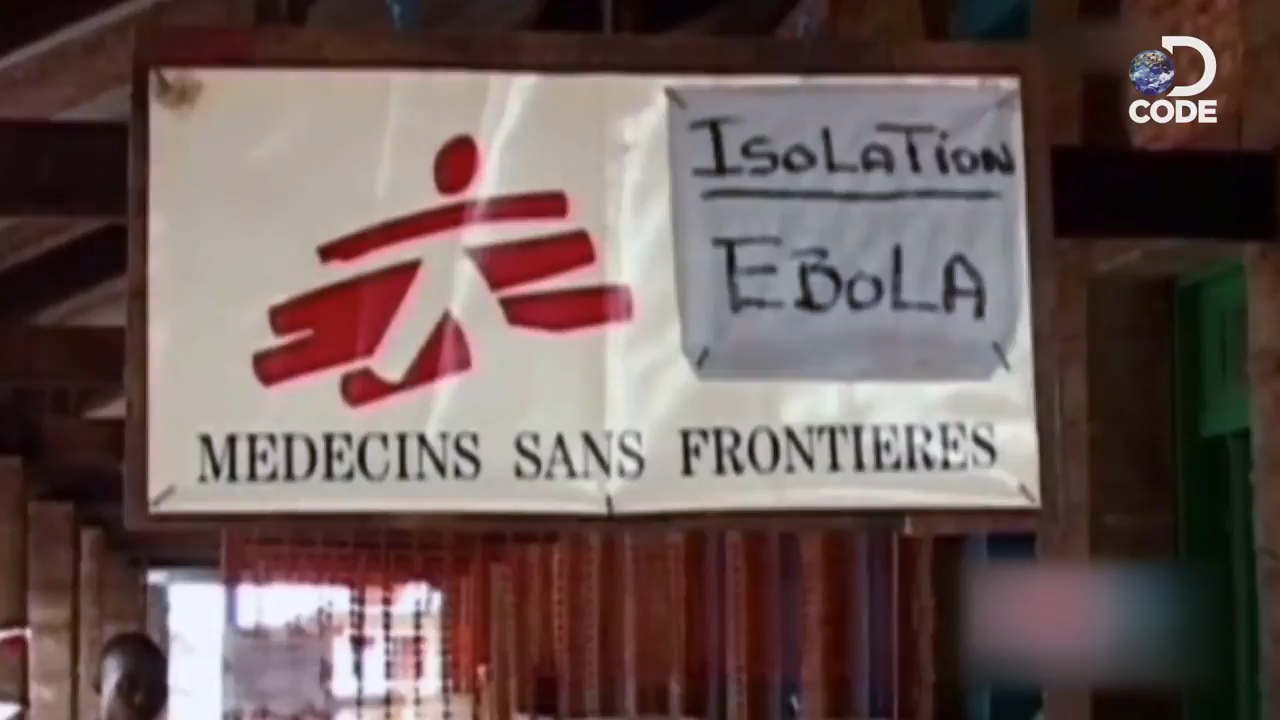 D
CODE
ISOLATION
EBOLA
MEDECINS SANS FRONTIERES